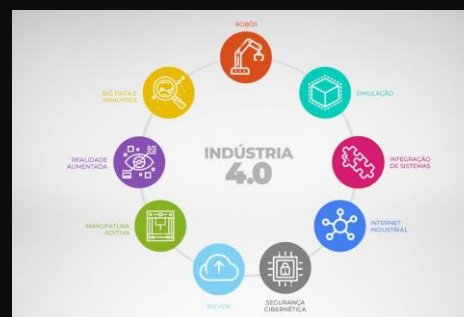 ROBÔS
SIMULAÇÃO
INTEGRAÇÃO
DE SISTEMAS
INTERNET
INDUSTRIAL
SEGURANÇA
CIBERNÉTICA
NUVEM
MANUFATURA
ADITIVA
REALIDADE
AUMENTADA
BIG DATA E
ANALYTICS
INDÚSTRIA
4.0